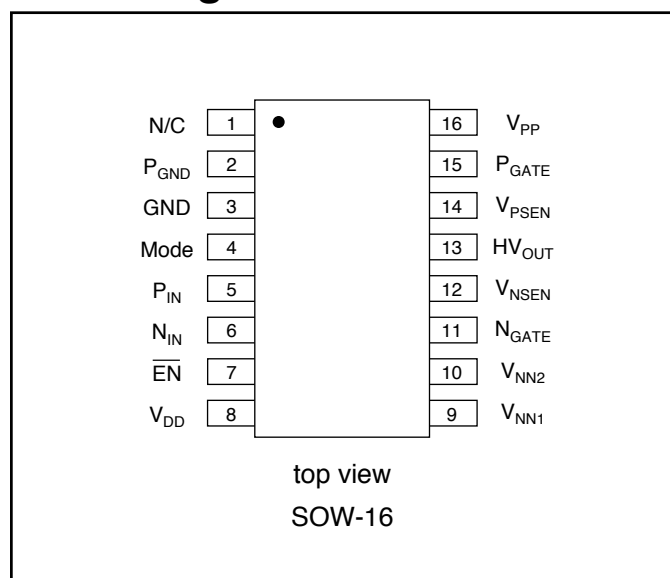 N/C 1 16 VPP
PGND 2 15 PGATE
GND 3 14 VPSEN
Mode 4 13 HVOUT
PIN 5 12 VNSEN
NIN 6 11 NGATE
E̅N̅ 7 10 VNN2
VDD 8 9 VNN1
top view
SOW-16